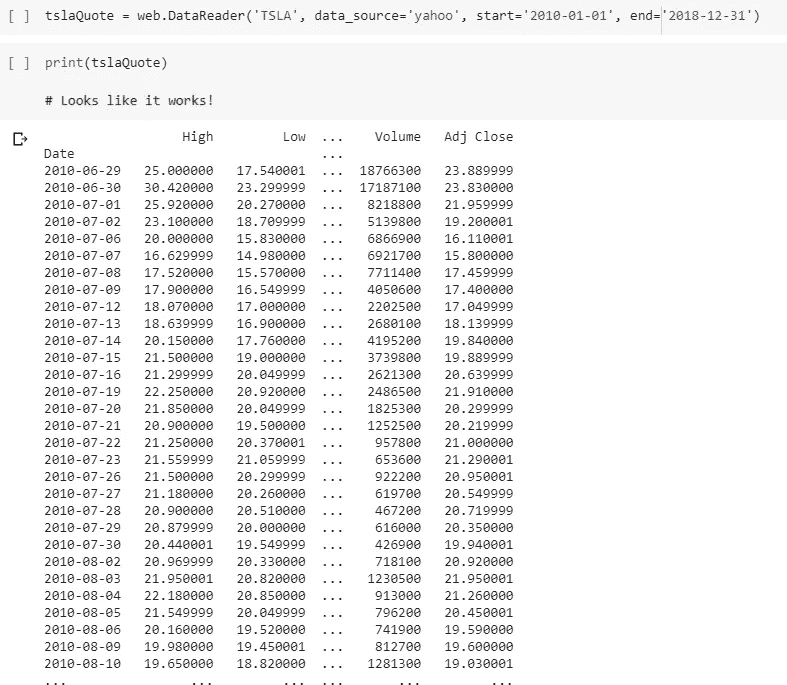 [ ] tslaQuote = web.DataReader('TSLA', data_source='yahoo', start='2010-01-01', end='2018-12-31')
[ ] print(tslaQuote)
# Looks like it works!
High Low ... Volume Adj Close
Date ...
2010-06-29 25.000000 17.540001 ... 18766300 23.889999
2010-06-30 30.420000 23.299999 ... 17187100 23.830000
2010-07-01 25.920000 20.270000 ... 8218800 21.959999
2010-07-02 23.100000 18.709999 ... 5139800 19.200001
2010-07-06 20.000000 15.830000 ... 6866900 16.110001
2010-07-07 16.629999 14.980000 ... 6921700 15.800000
2010-07-08 17.520000 15.570000 ... 7711400 17.459999
2010-07-09 17.900000 16.549999 ... 4050600 17.400000
2010-07-12 18.070000 17.000000 ... 2202500 17.049999
2010-07-13 18.639999 16.900000 ... 2680100 18.139999
2010-07-14 20.150000 17.760000 ... 4195200 19.840000
2010-07-15 21.500000 19.000000 ... 3739800 19.889999
2010-07-16 21.299999 20.049999 ... 2621300 20.639999
2010-07-19 22.250000 20.920000 ... 2486500 21.910000
2010-07-20 21.850000 20.049999 ... 1825300 20.299999
2010-07-21 20.900000 19.500000 ... 1252500 20.219999
2010-07-22 21.250000 20.370001 ... 957800 21.000000
2010-07-23 21.559999 21.059999 ... 653600 21.290001
2010-07-26 21.500000 20.299999 ... 922200 20.950001
2010-07-27 21.180000 20.260000 ... 619700 20.549999
2010-07-28 20.900000 20.510000 ... 467200 20.719999
2010-07-29 20.879999 20.000000 ... 616000 20.350000
2010-07-30 20.440001 19.549999 ... 426900 19.940001
2010-08-02 20.969999 20.330000 ... 718100 20.920000
2010-08-03 21.950001 20.820000 ... 1230500 21.950001
2010-08-04 22.180000 20.850000 ... 913000 21.260000
2010-08-05 21.549999 20.049999 ... 796200 20.450001
2010-08-06 20.160000 19.520000 ... 741900 19.590000
2010-08-09 19.980000 19.450001 ... 812700 19.600000
2010-08-10 19.650000 18.820000 ... 1281300 19.030001
... ... ... ... ... ...